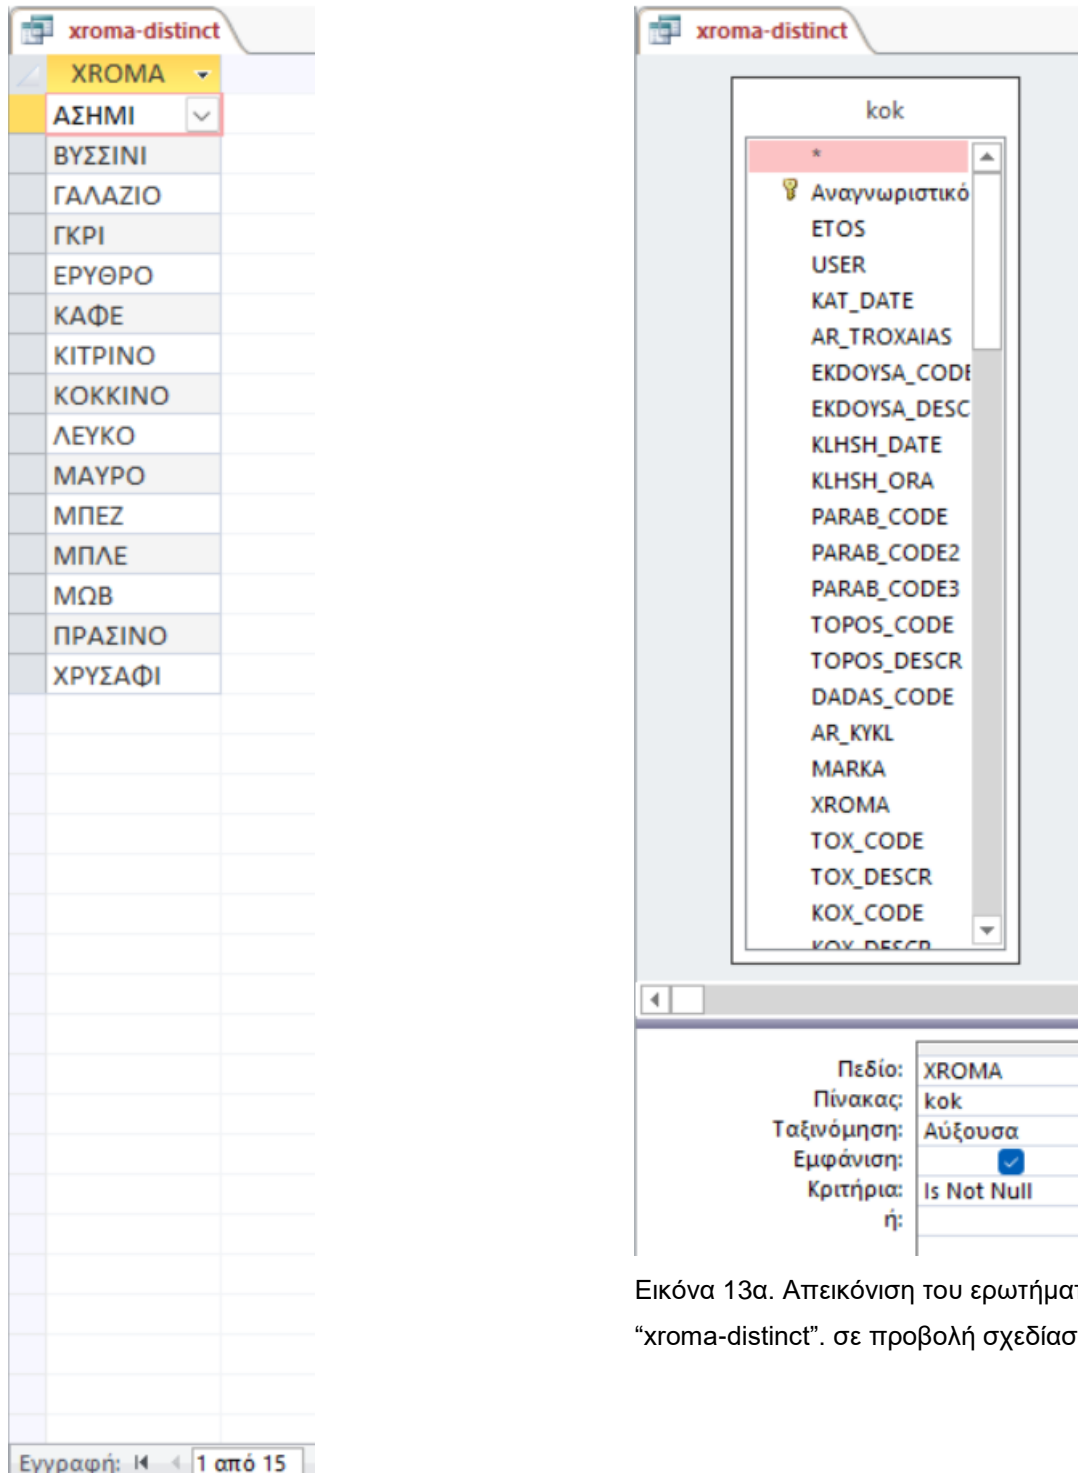 xroma-distinct
XROMA
ΑΣΗΜΙ
ΒΥΣΣΙΝΙ
ΓΑΛΑΖΙΟ
ΓΚΡΙ
ΕΡΥΘΡΟ
ΚΑΦΕ
ΚΙΤΡΙΝΟ
ΚΟΚΚΙΝΟ
ΛΕΥΚΟ
ΜΑΥΡΟ
ΜΠΕΖ
ΜΠΛΕ
ΜΩΒ
ΠΡΑΣΙΝΟ
ΧΡΥΣΑΦΙ
Εγγραφή: 1 από 15
xroma-distinct
kok
*
Αναγνωριστικό
ETOS
USER
KAT_DATE
AR_TROXAIAS
EKDOYSA_CODE
EKDOYSA_DESC
KLHSH_DATE
KLHSH_ORA
PARAB_CODE
PARAB_CODE2
PARAB_CODE3
TOPOS_CODE
TOPOS_DESCR
DADAS_CODE
AR_KYKL
MARKA
XROMA
TOX_CODE
TOX_DESCR
KOX_CODE
KOX_DESCR
Πεδίο: XROMA
Πίνακας: kok
Ταξινόμηση: Αύξουσα
Εμφάνιση:
Κριτήρια: Is Not Null
ή:
Εικόνα 13α. Απεικόνιση του ερωτήματ
“xroma-distinct”. σε προβολή σχεδίασ